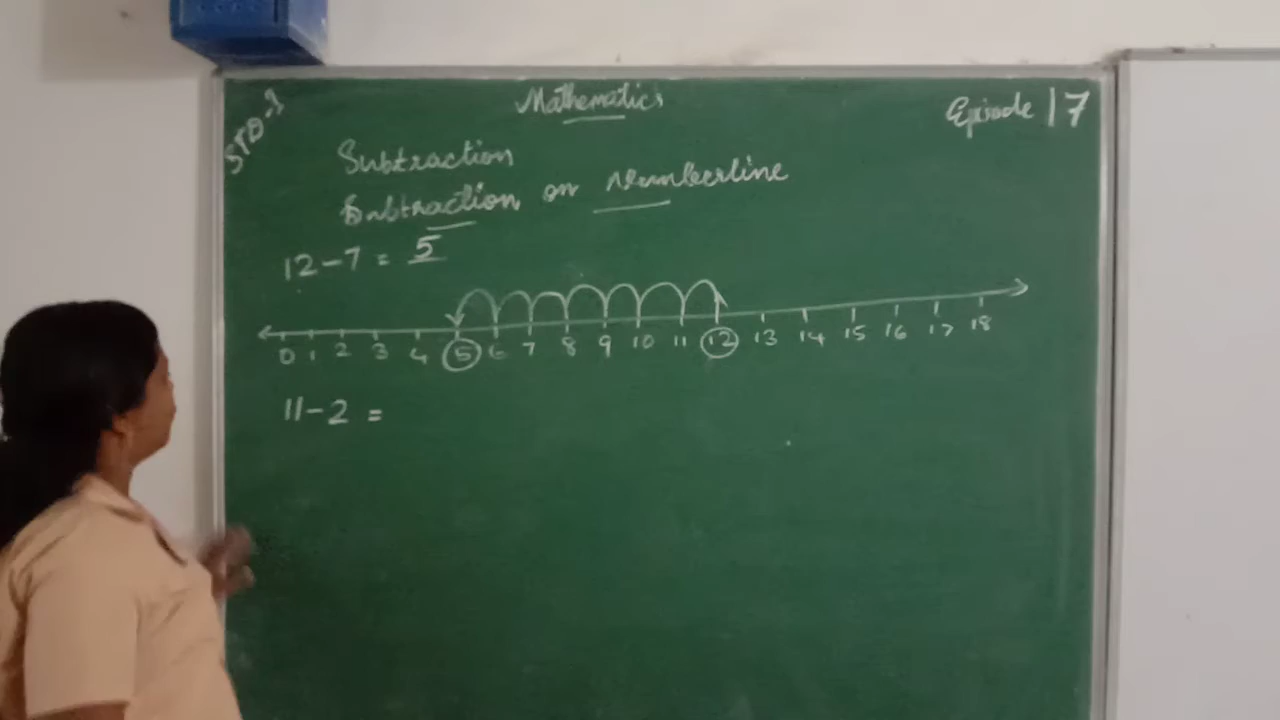 STD-1
Mathematics
Episode 17
Subtraction
Subtraction on Numberline
12-7 = 5
0 1 2 3 4 5 6 7 8 9 10 11 12 13 14 15 16 17 18
11-2 =